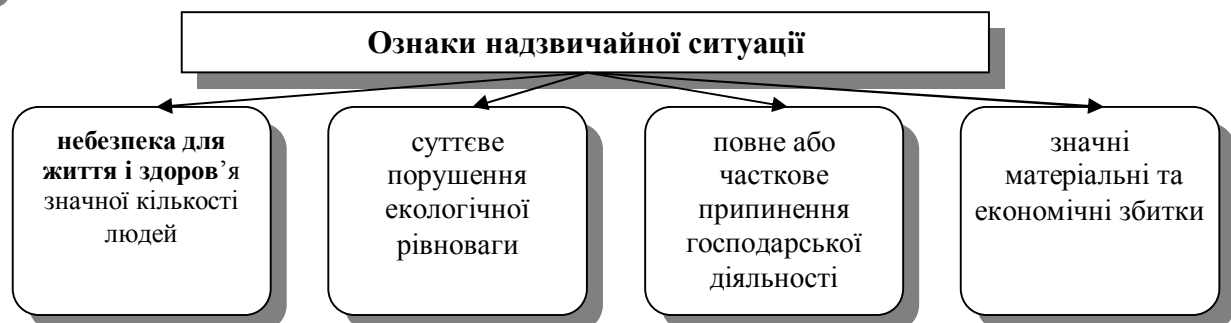 Ознаки надзвичайної ситуації
небезпека для
життя і здоров’я
значної кількості
людей
суттєве
порушення
екологічної
рівноваги
повне або
часткове
припинення
господарської
діяльності
значні
матеріальні та
економічні збитки